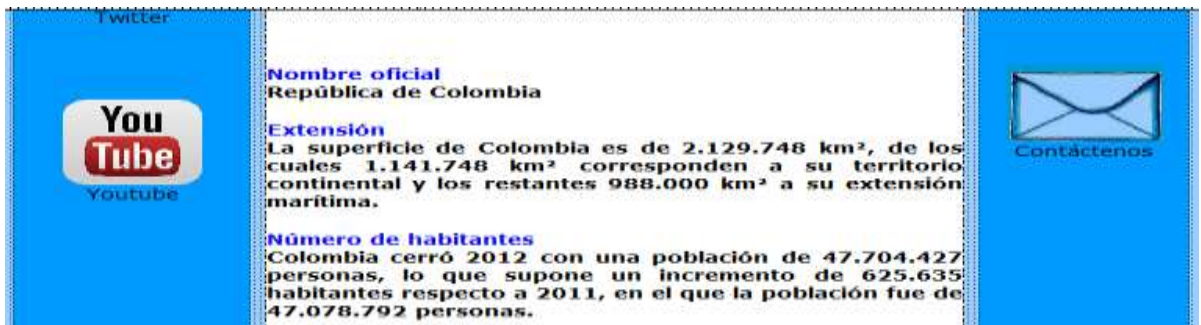 Twitter
You
Tube
Youtube
Nombre oficial
República de Colombia
Extensión
La superficie de Colombia es de 2.129.748 km², de los
cuales 1.141.748 km² corresponden a su territorio
continental y los restantes 988.000 km² a su extensión
marítima.
Número de habitantes
Colombia cerró 2012 con una población de 47.704.427
personas, lo que supone un incremento de 625.635
habitantes respecto a 2011, en el que la población fue de
47.078.792 personas.
Contáctenos